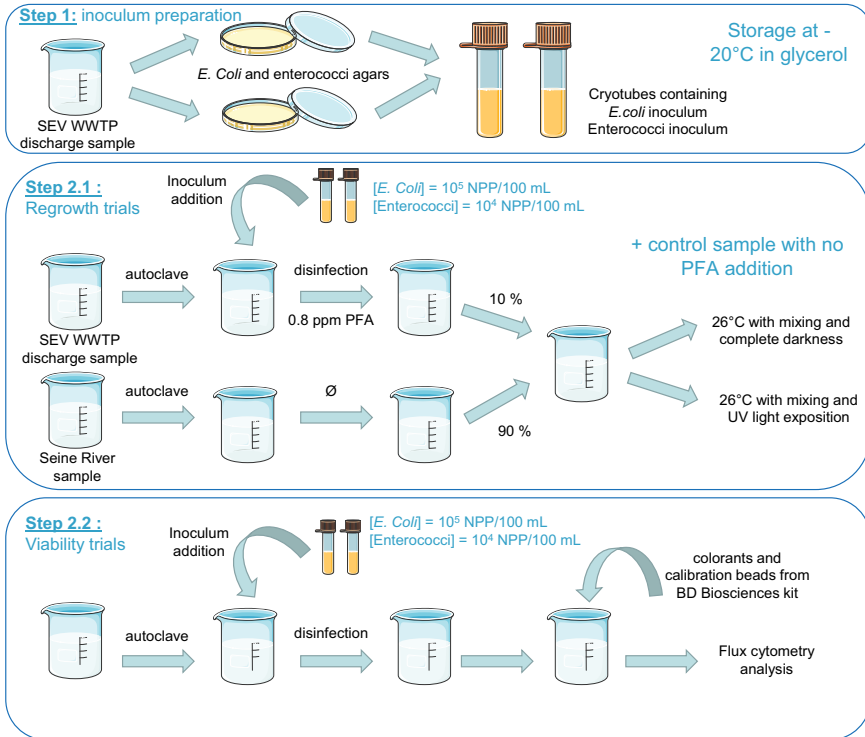 Step 1: inoculum preparation
Storage at -
20°C in glycerol
E. Coli and enterococci agars
SEV WWTP
discharge sample
Cryotubes containing
E.coli inoculum
Enterococci inoculum
Step 2.1 :
Regrowth trials
Inoculum
addition
[E. Coli] = 10⁵ NPP/100 mL
[Enterococci] = 10⁴ NPP/100 mL
+ control sample with no
PFA addition
autoclave
disinfection
0.8 ppm PFA
10 %
SEV WWTP
discharge sample
26°C with mixing and
complete darkness
autoclave
Ø
90 %
26°C with mixing and
UV light exposition
Seine River
sample
Step 2.2 :
Viability trials
Inoculum
addition
[E. Coli] = 10⁵ NPP/100 mL
[Enterococci] = 10⁴ NPP/100 mL
colorants and
calibration beads from
BD Biosciences kit
autoclave
disinfection
Flux cytometry
analysis